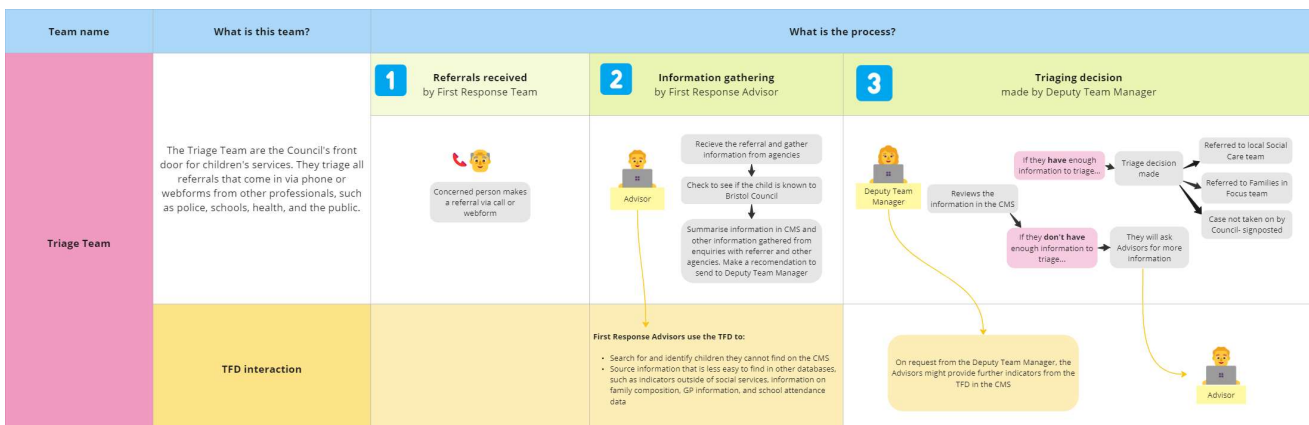 Team name
What is this team?
What is the process?
1
Referrals received
by First Response Team
2
Information gathering
by First Response Advisor
3
Triaging decision
made by Deputy Team Manager
Triage Team
The Triage Team are the Council's front
door for children's services. They triage all
referrals that come in via phone or
webforms from other professionals, such
as police, schools, health, and the public.
Concerned person makes
a referral via call or
webform
Advisor
Recieve the referral and gather
information from agencies
Check to see if the child is known to
Bristol Council
Summarise information in CMS and
other information gathered from
enquiries with referrer and other
agencies. Make a recomendation to
send to Deputy Team Manager
Deputy Team
Manager
Reviews the
information in the CMS
If they have enough
information to triage...
Triage decision
made
Referred to local Social
Care team
Referred to Families in
Focus team
Case not taken on by
Council- signposted
If they don't have
enough information to
triage...
They will ask
Advisors for more
information
TFD interaction
First Response Advisors use the TFD to:
• Search for and identify children they cannot find on the CMS
• Source information that is less easy to find in other databases,
such as indicators outside of social services, information on
family composition, GP information, and school attendance
data
On request from the Deputy Team Manager, the
Advisors might provide further indicators from the
TFD in the CMS
Advisor